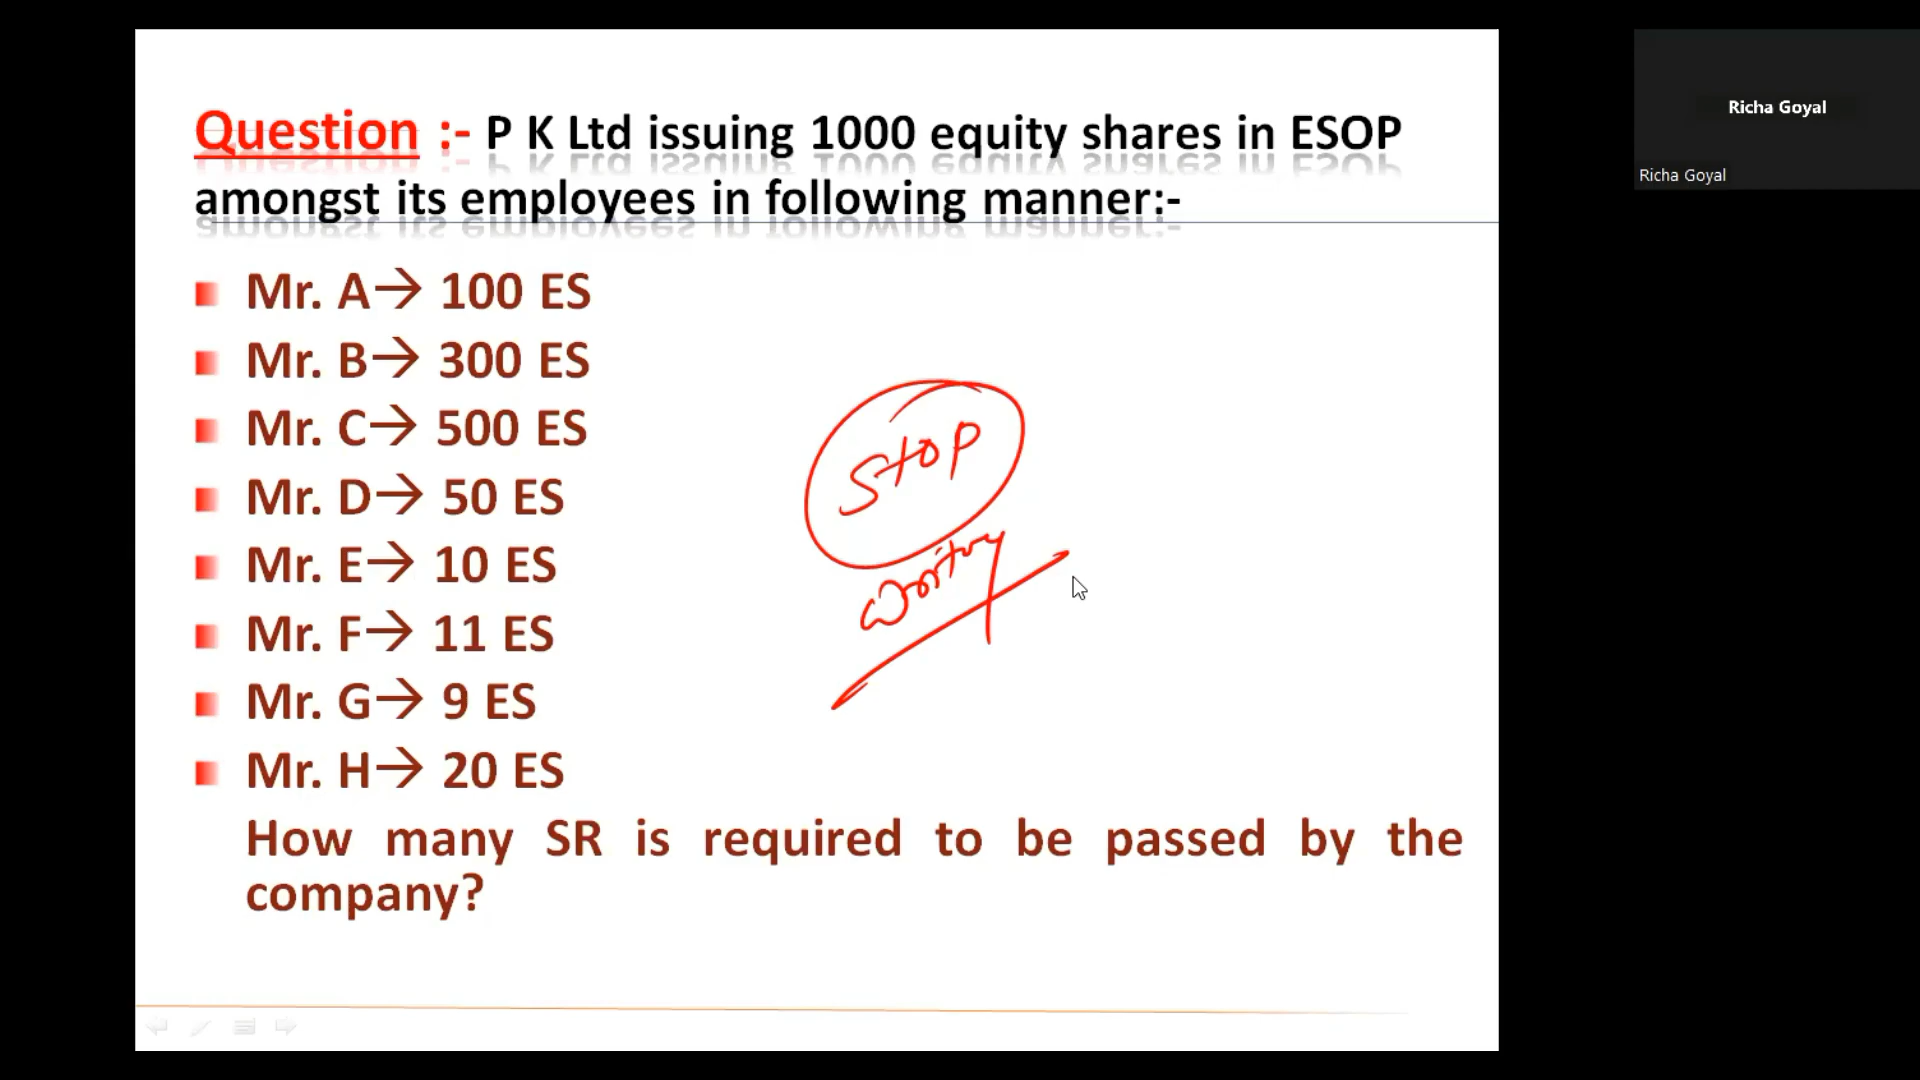 Question :- P K Ltd issuing 1000 equity shares in ESOP
amongst its employees in following manner:-
Mr. A→ 100 ES
Mr. B→ 300 ES
Mr. C→ 500 ES
Mr. D→ 50 ES
Mr. E→ 10 ES
Mr. F→ 11 ES
Mr. G→ 9 ES
Mr. H→ 20 ES
How many SR is required to be passed by the
company?
Stop
Richa Goyal
Richa Goyal